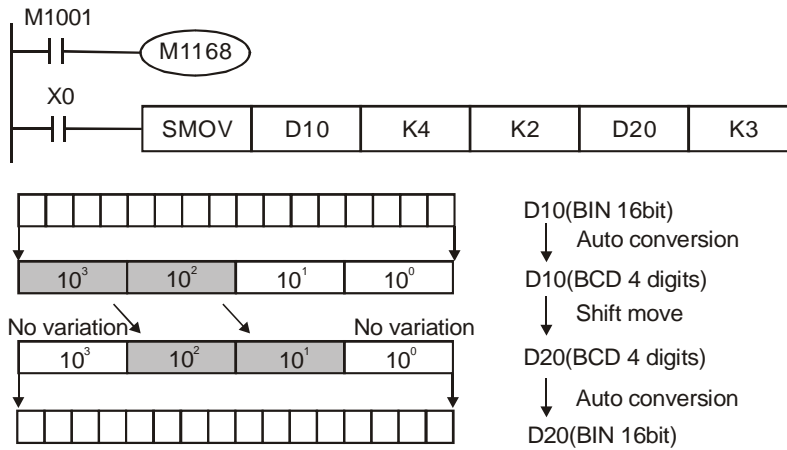 M1001
M1168
X0
SMOV D10 K4 K2 D20 K3
D10(BIN 16bit)
Auto conversion
10³ 10² 10¹ 10⁰
D10(BCD 4 digits)
Shift move
No variation No variation
10³ 10² 10¹ 10⁰
D20(BCD 4 digits)
Auto conversion
D20(BIN 16bit)